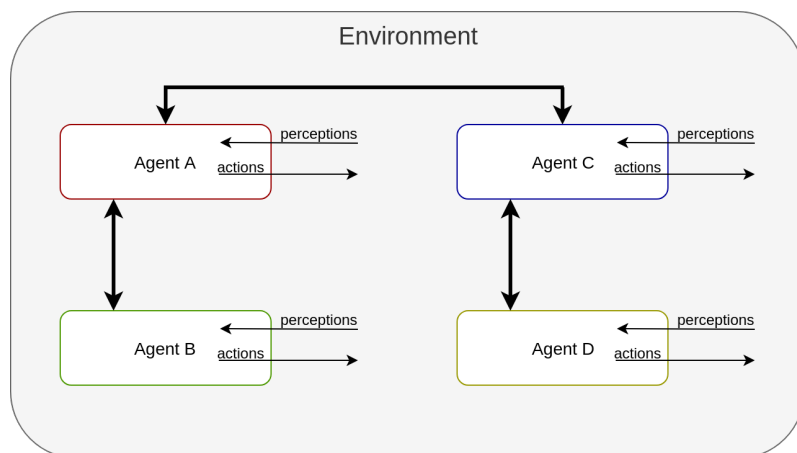 Environment
perceptions
Agent A
actions
perceptions
Agent C
actions
perceptions
Agent B
actions
perceptions
Agent D
actions